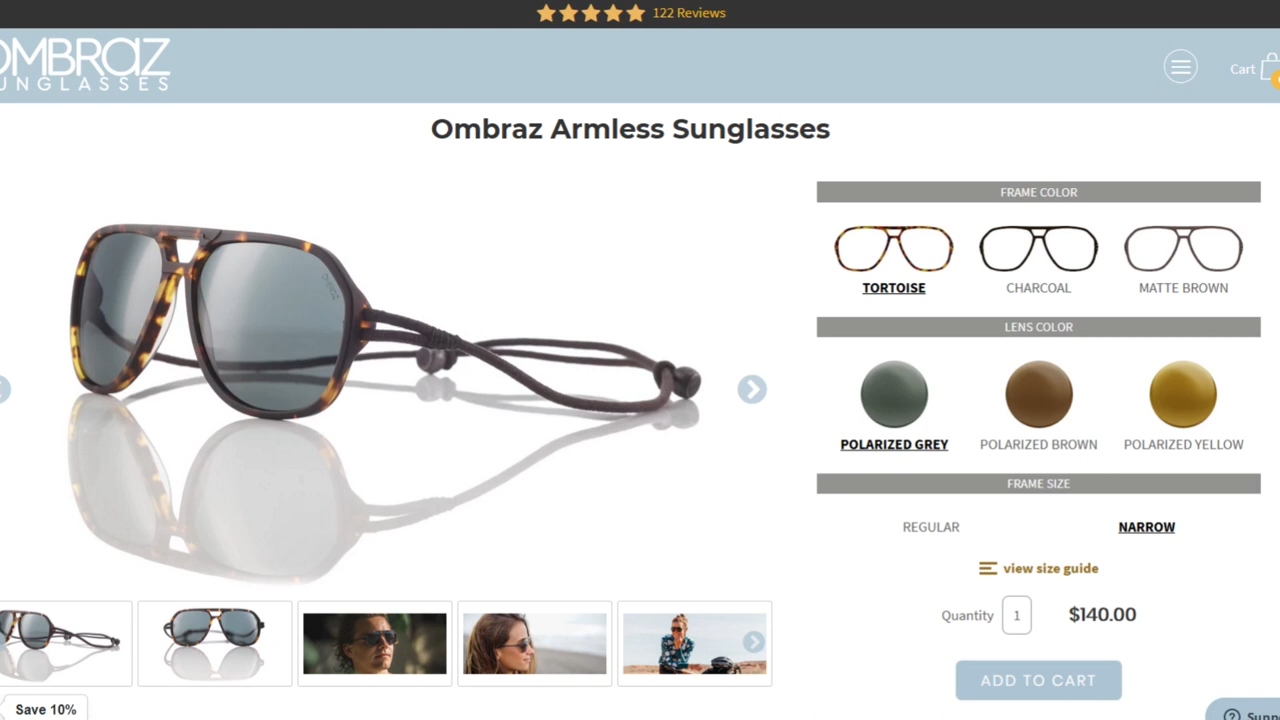 122 Reviews
OMBRAZ
UNGLASSES
Cart
Ombraz Armless Sunglasses
FRAME COLOR
TORTOISE
CHARCOAL
MATTE BROWN
LENS COLOR
POLARIZED GREY
POLARIZED BROWN
POLARIZED YELLOW
FRAME SIZE
REGULAR
NARROW
view size guide
Quantity 1 $140.00
ADD TO CART
Save 10%
Supp